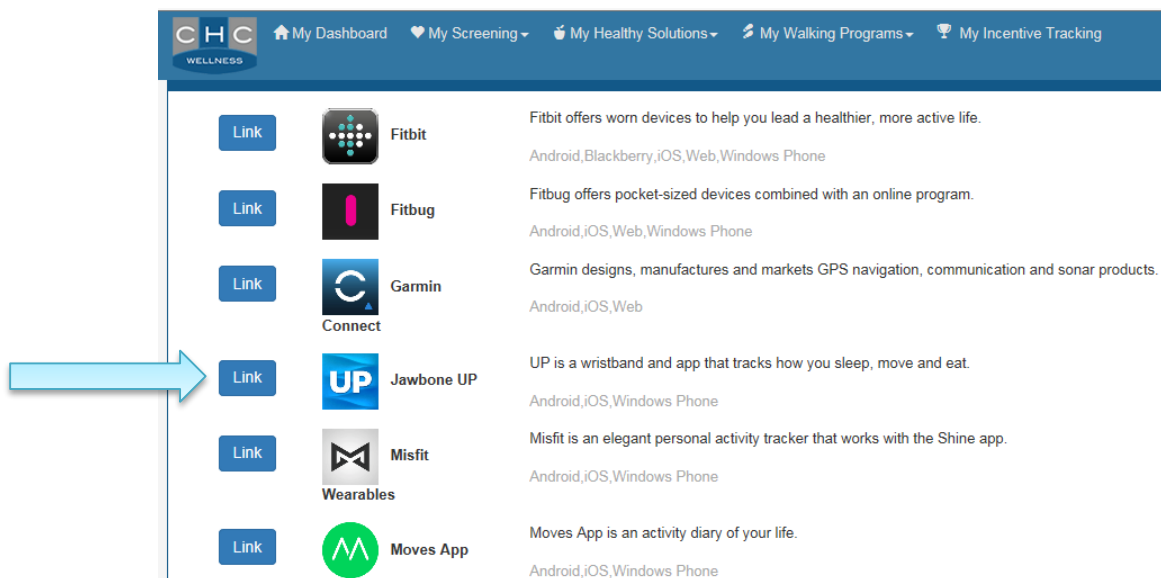 CHC
WELLNESS
My Dashboard My Screening My Healthy Solutions My Walking Programs My Incentive Tracking
Link Fitbit Fitbit offers worn devices to help you lead a healthier, more active life.
Android,Blackberry,iOS,Web,Windows Phone
Link Fitbug Fitbug offers pocket-sized devices combined with an online program.
Android,iOS,Web,Windows Phone
Link Garmin Garmin designs, manufactures and markets GPS navigation, communication and sonar products.
Connect Android,iOS,Web
Link UP Jawbone UP UP is a wristband and app that tracks how you sleep, move and eat.
Android,iOS,Windows Phone
Link Misfit Misfit is an elegant personal activity tracker that works with the Shine app.
Wearables Android,iOS,Windows Phone
Link Moves App Moves App is an activity diary of your life.
Android,iOS,Windows Phone